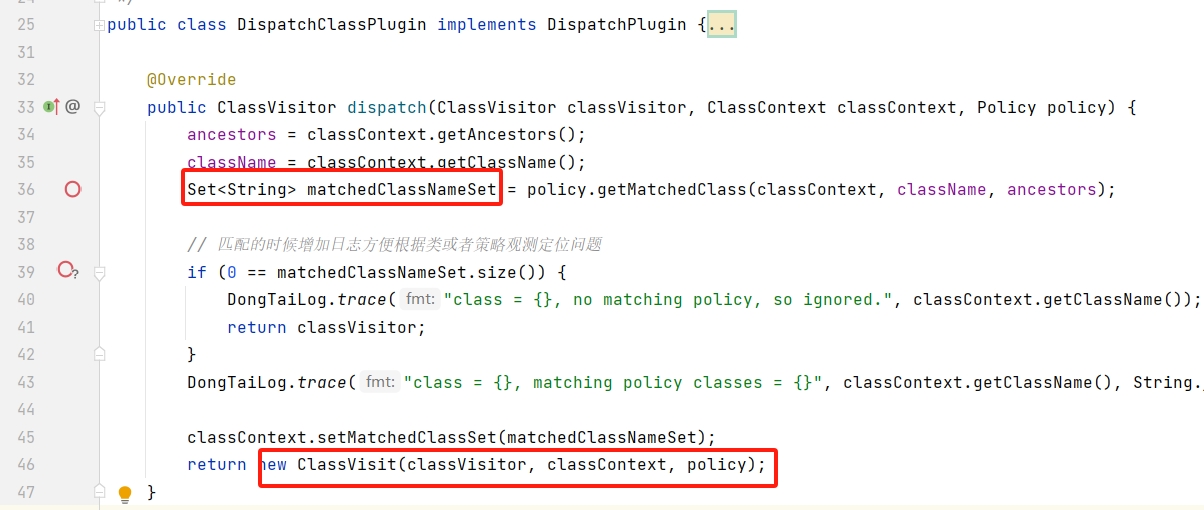 */
25 public class DispatchClassPlugin implements DispatchPlugin {...
31
32 @Override
33 @ public ClassVisitor dispatch(ClassVisitor classVisitor, ClassContext classContext, Policy policy) {
34 ancestors = classContext.getAncestors();
35 className = classContext.getClassName();
36 Set<String> matchedClassNameSet = policy.getMatchedClass(classContext, className, ancestors);
37
38 // 匹配的时候增加日志方便根据类或者策略观测定位问题
39 if (0 == matchedClassNameSet.size()) {
40 DongTaiLog.trace( fmt: "class = {}, no matching policy, so ignored.", classContext.getClassName());
41 return classVisitor;
42 }
43 DongTaiLog.trace( fmt: "class = {}, matching policy classes = {}", classContext.getClassName(), String.
44
45 classContext.setMatchedClassSet(matchedClassNameSet);
46 return new ClassVisit(classVisitor, classContext, policy);
47 }